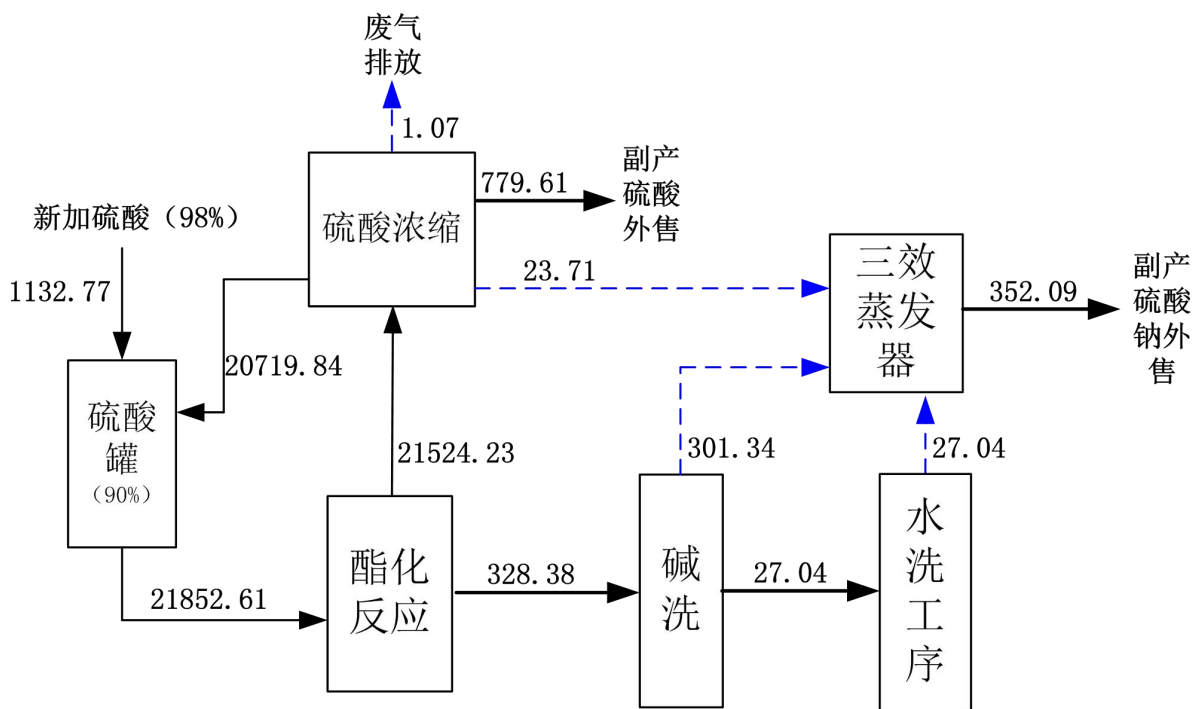 废气
排放
1.07
副产
硫酸
外售
779.61
硫酸浓缩
新加硫酸（98%）
1132.77
23.71
三效
蒸发
器
352.09
副产
硫酸
钠外
售
20719.84
硫酸
罐
（90%）
21524.23
301.34
27.04
酯化
反应
328.38
碱
洗
27.04
水
洗
工
序
21852.61